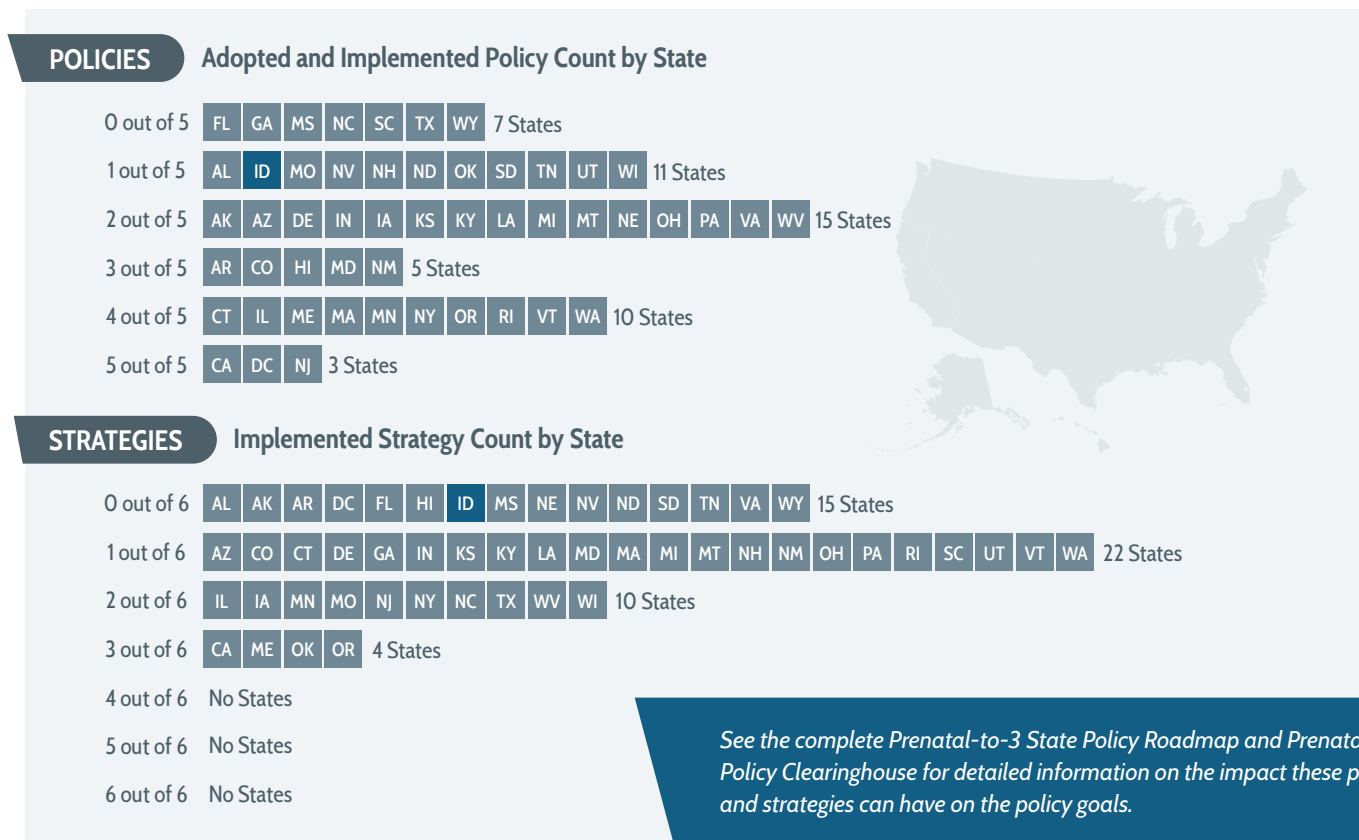 POLICIES Adopted and Implemented Policy Count by State
0 out of 5 FL GA MS NC SC TX WY 7 States
1 out of 5 AL ID MO NV NH ND OK SD TN UT WI 11 States
2 out of 5 AK AZ DE IN IA KS KY LA MI MT NE OH PA VA WV 15 States
3 out of 5 AR CO HI MD NM 5 States
4 out of 5 CT IL ME MA MN NY OR RI VT WA 10 States
5 out of 5 CA DC NJ 3 States
STRATEGIES Implemented Strategy Count by State
0 out of 6 AL AK AR DC FL HI ID MS NE NV ND SD TN VA WY 15 States
1 out of 6 AZ CO CT DE GA IN KS KY LA MD MA MI MT NH NM OH PA RI SC UT VT WA 22 States
2 out of 6 IL IA MN MO NJ NY NC TX WV WI 10 States
3 out of 6 CA ME OK OR 4 States
4 out of 6 No States
5 out of 6 No States
6 out of 6 No States
See the complete Prenatal-to-3 State Policy Roadmap and
Policy Clearinghouse for detailed information on the impact these
and strategies can have on the policy goals.